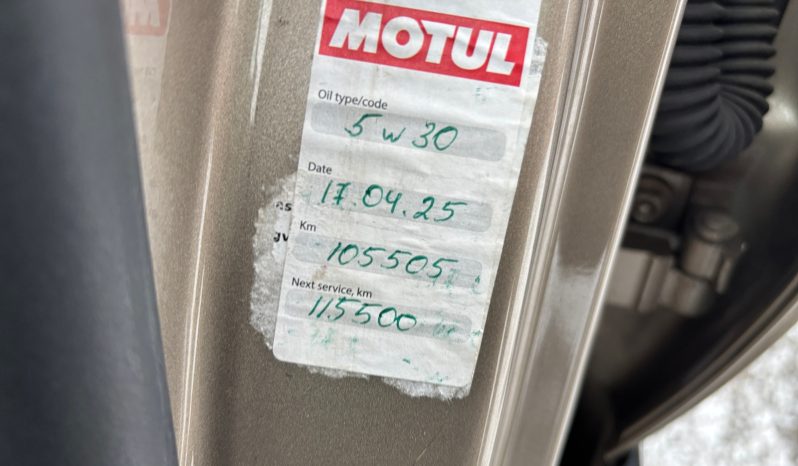 MOTUL
Oil type/code
5w30
Date
17.04.25
Km
105505
Next service, km
115500